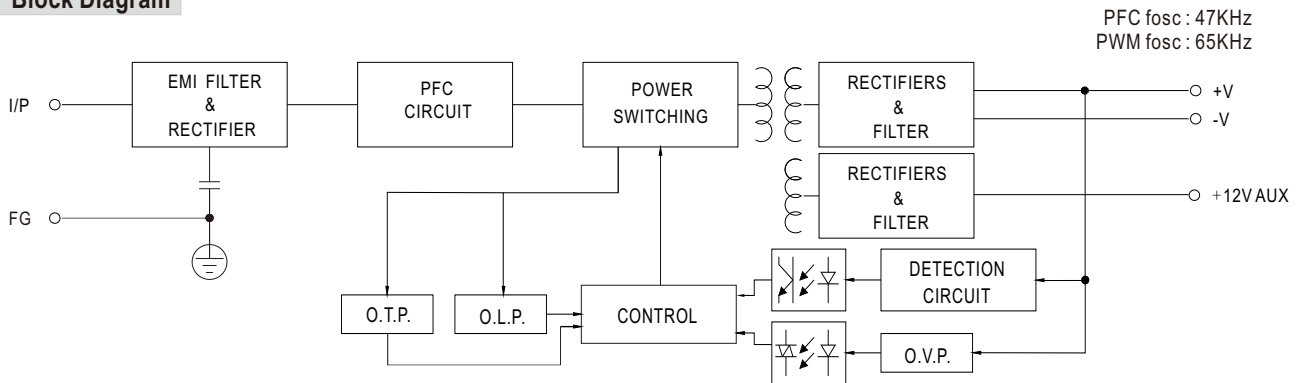 Block Diagram
PFC fosc : 47KHz
PWM fosc : 65KHz
I/P
EMI FILTER
&
RECTIFIER
PFC
CIRCUIT
POWER
SWITCHING
RECTIFIERS
&
FILTER
+V
-V
RECTIFIERS
&
FILTER
+12V AUX
FG
DETECTION
CIRCUIT
O.T.P.
O.L.P.
CONTROL
O.V.P.